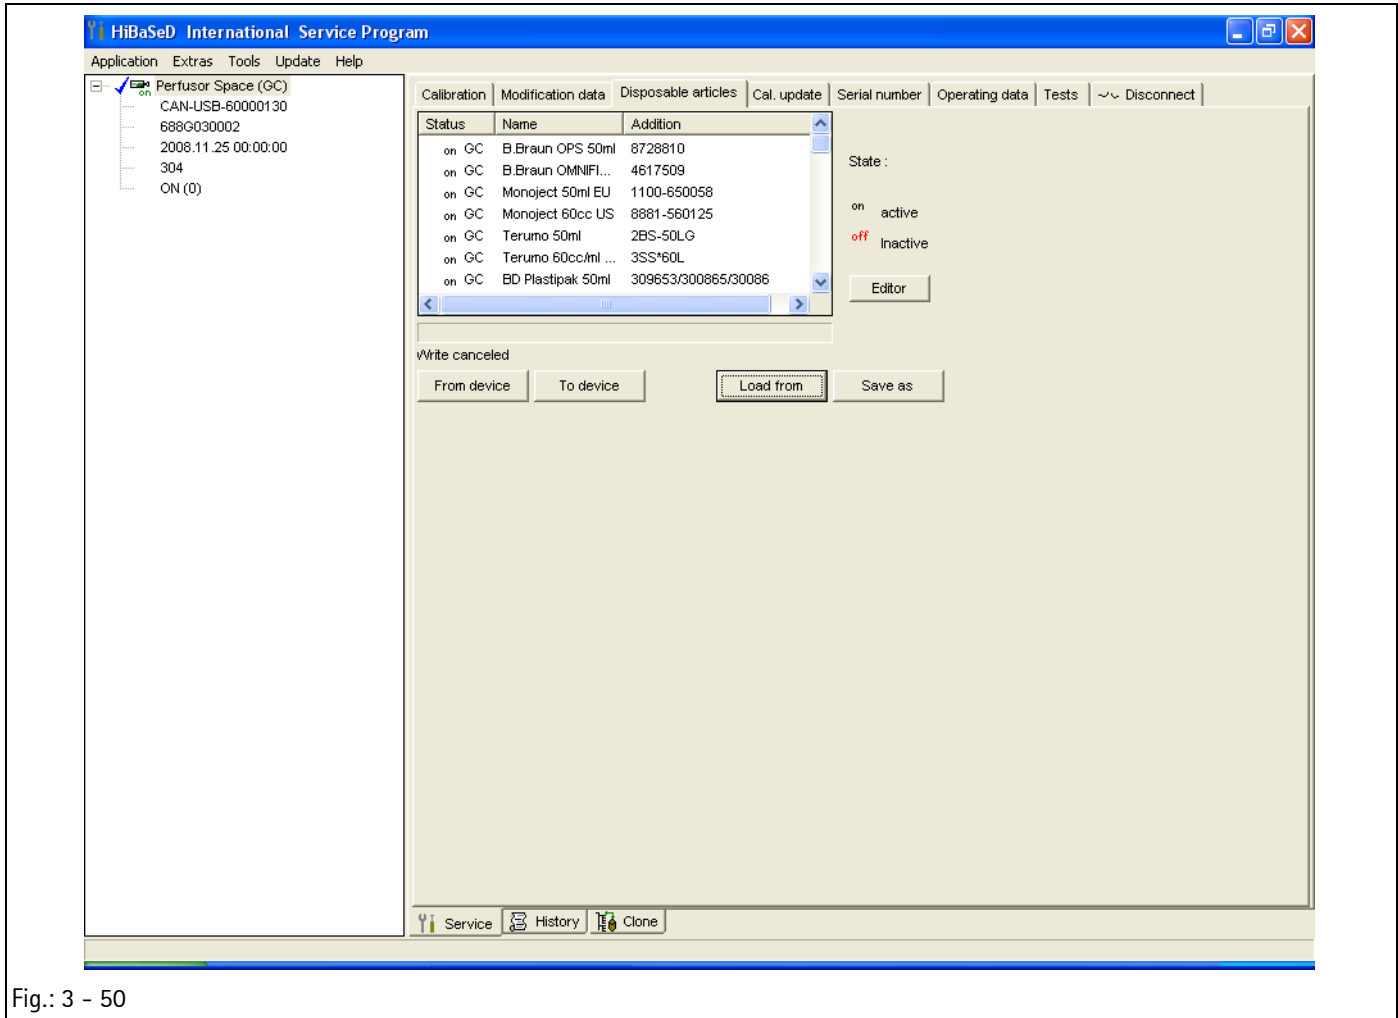 HiBaSeD International Service Program
Application Extras Tools Update Help
Perfusor Space (GC)
on
CAN-USB-60000130
688G030002
2008.11.25 00:00:00
304
ON (0)
Calibration Modification data Disposable articles Cal. update Serial number Operating data Tests Disconnect
Status Name Addition
on GC B.Braun OPS 50ml 8728810
on GC B.Braun OMNIFI... 4617509
on GC Monoject 50ml EU 1100-650058
on GC Monoject 60cc US 8881-560125
on GC Terumo 50ml 2BS-50LG
on GC Terumo 60cc/ml ... 3SS*60L
on GC BD Plastipak 50ml 309653/300865/30086
State :
on active
off Inactive
Editor
Write canceled
From device To device Load from Save as
Service History Clone
Fig.: 3 - 50